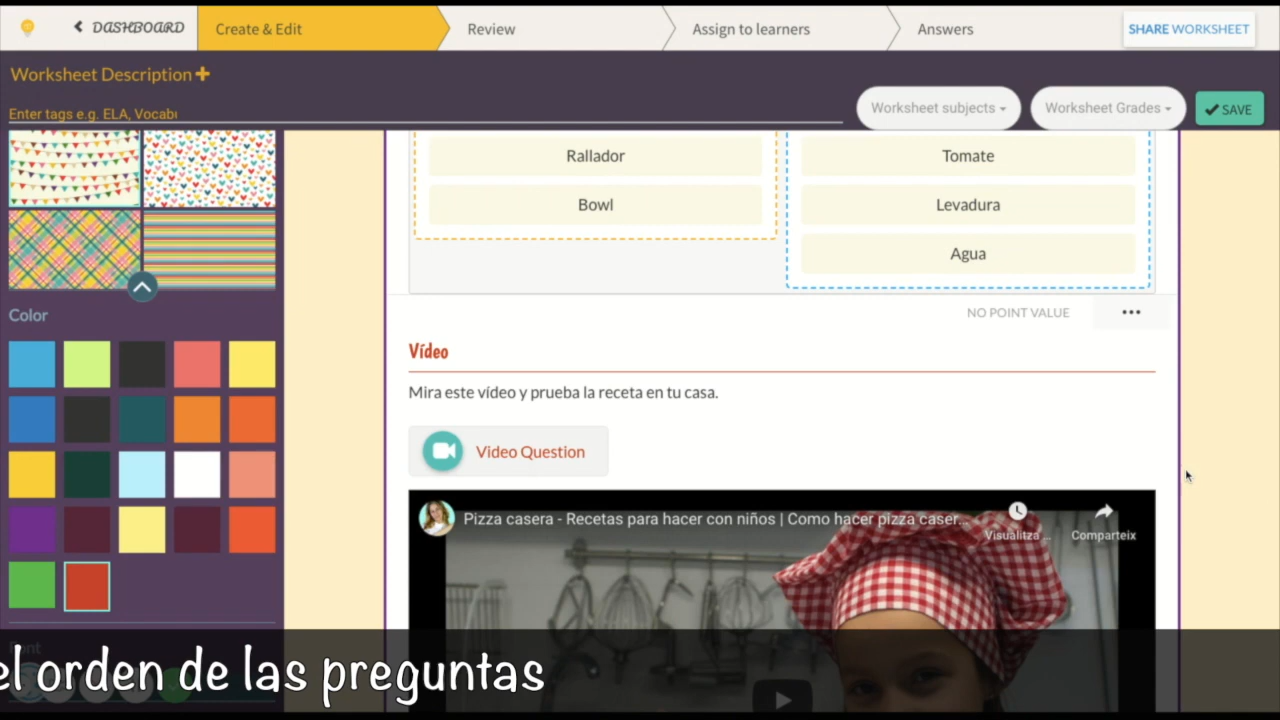 DASHBOARD
Create & Edit
Review
Assign to learners
Answers
SHARE WORKSHEET
Worksheet Description
Enter tags e.g. ELA, Vocabu
Worksheet subjects
Worksheet Grades
SAVE
Rallador
Tomate
Bowl
Levadura
Agua
Color
NO POINT VALUE
Vídeo
Mira este vídeo y prueba la receta en tu casa.
Video Question
Pizza casera - Recetas para hacer con niños | Como hacer pizza caser...
Visualitza ...
Comparteix
Font
el orden de las preguntas